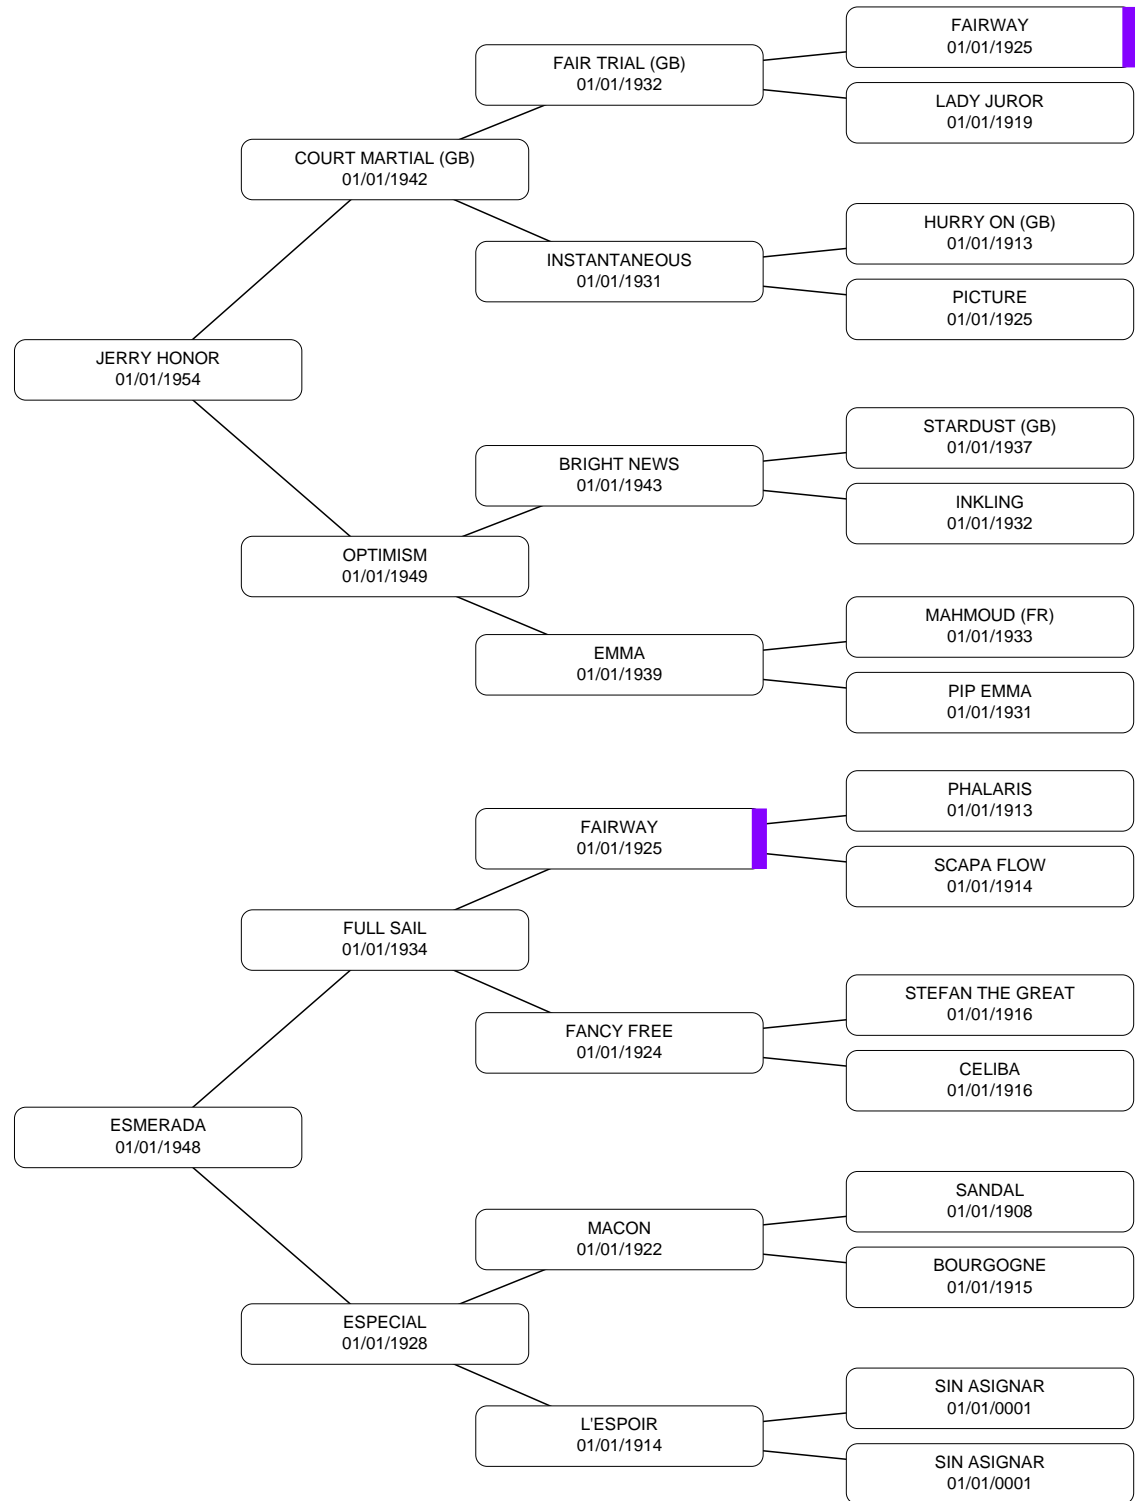 FAIRWAY
01/01/1925
FAIR TRIAL (GB)
01/01/1932
LADY JUROR
01/01/1919
COURT MARTIAL (GB)
01/01/1942
HURRY ON (GB)
01/01/1913
INSTANTANEOUS
01/01/1931
PICTURE
01/01/1925
JERRY HONOR
01/01/1954
STARDUST (GB)
01/01/1937
BRIGHT NEWS
01/01/1943
INKLING
01/01/1932
OPTIMISM
01/01/1949
MAHMOUD (FR)
01/01/1933
EMMA
01/01/1939
PIP EMMA
01/01/1931
PHALARIS
01/01/1913
FAIRWAY
01/01/1925
SCAPA FLOW
01/01/1914
FULL SAIL
01/01/1934
STEFAN THE GREAT
01/01/1916
FANCY FREE
01/01/1924
CELIBA
01/01/1916
ESMERADA
01/01/1948
SANDAL
01/01/1908
MACON
01/01/1922
BOURGOGNE
01/01/1915
ESPECIAL
01/01/1928
SIN ASIGNAR
01/01/0001
L'ESPOIR
01/01/1914
SIN ASIGNAR
01/01/0001